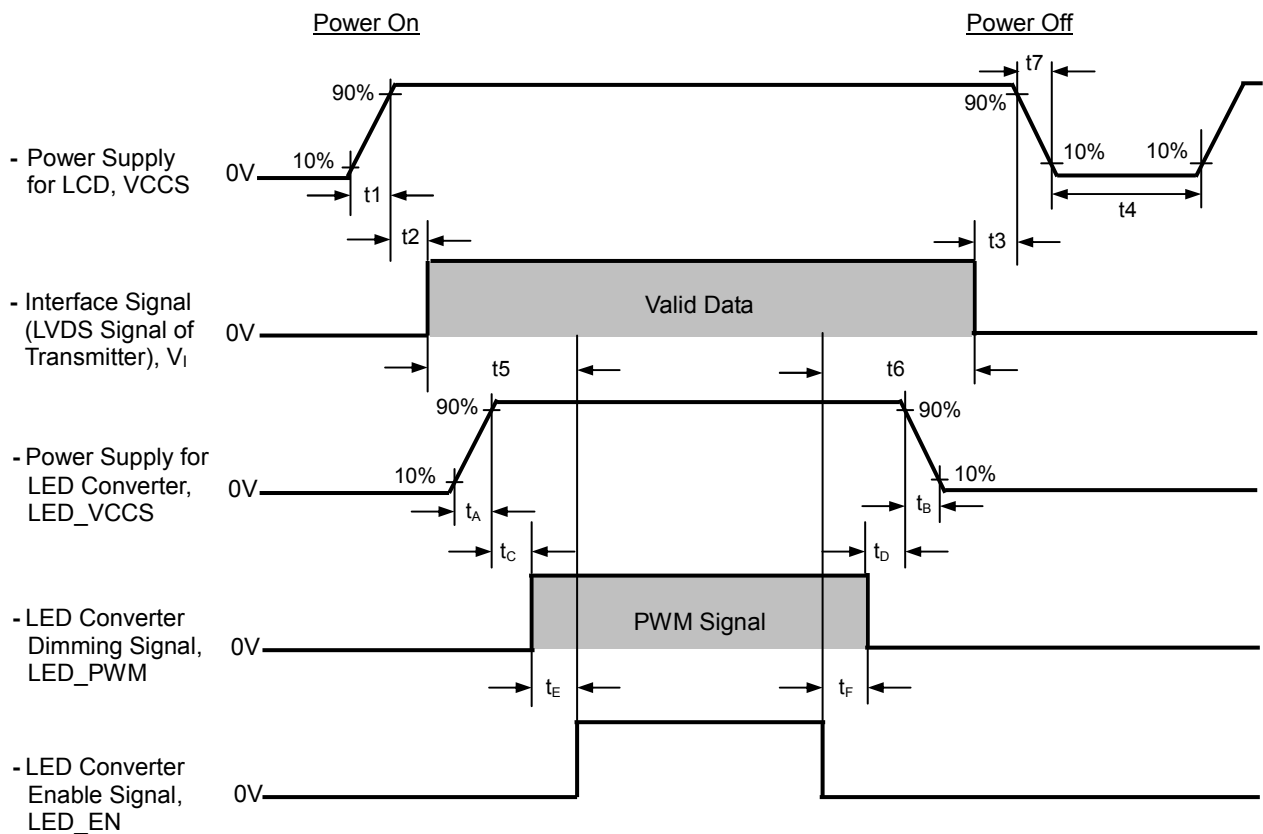 Power On
Power Off
t7
90%
90%
- Power Supply
for LCD, VCCS
0V
10%
10%
10%
t1
t4
t2
t3
- Interface Signal
(LVDS Signal of
Transmitter), VI
0V
Valid Data
t5
t6
90%
90%
- Power Supply for
LED Converter,
LED_VCCS
0V
10%
10%
tA
tB
tC
tD
- LED Converter
Dimming Signal,
LED_PWM
0V
PWM Signal
tE
tF
- LED Converter
Enable Signal,
LED_EN
0V